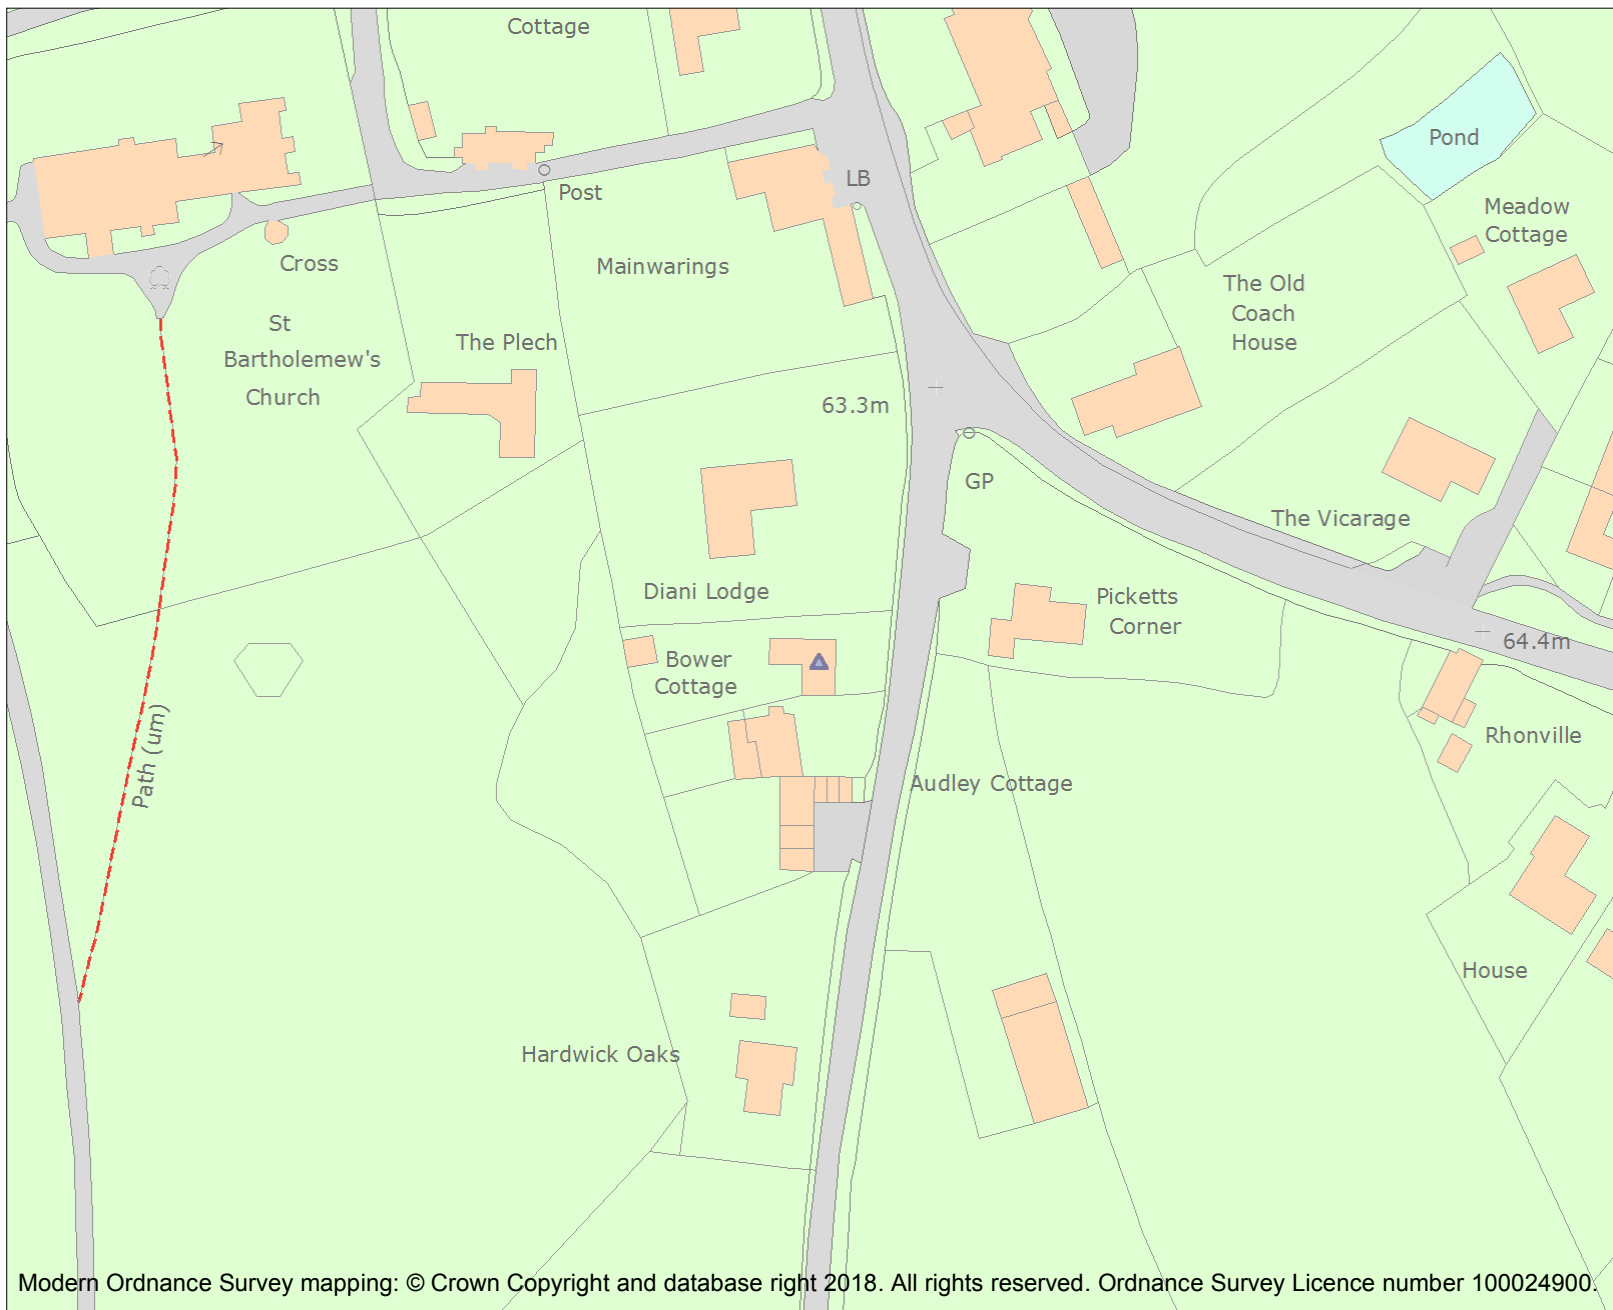 Cottage
Pond
LB
Post
Meadow
Cottage
Cross
Mainwarings
The Old
Coach
House
St
Bartholemew's
Church
The Plech
63.3m
GP
The Vicarage
Diani Lodge
Picketts
Corner
64.4m
Bower
Cottage
Path (um)
Rhonville
Audley Cottage
House
Hardwick Oaks
Modern Ordnance Survey mapping: © Crown Copyright and database right 2018. All rights reserved. Ordnance Survey Licence number 100024900.